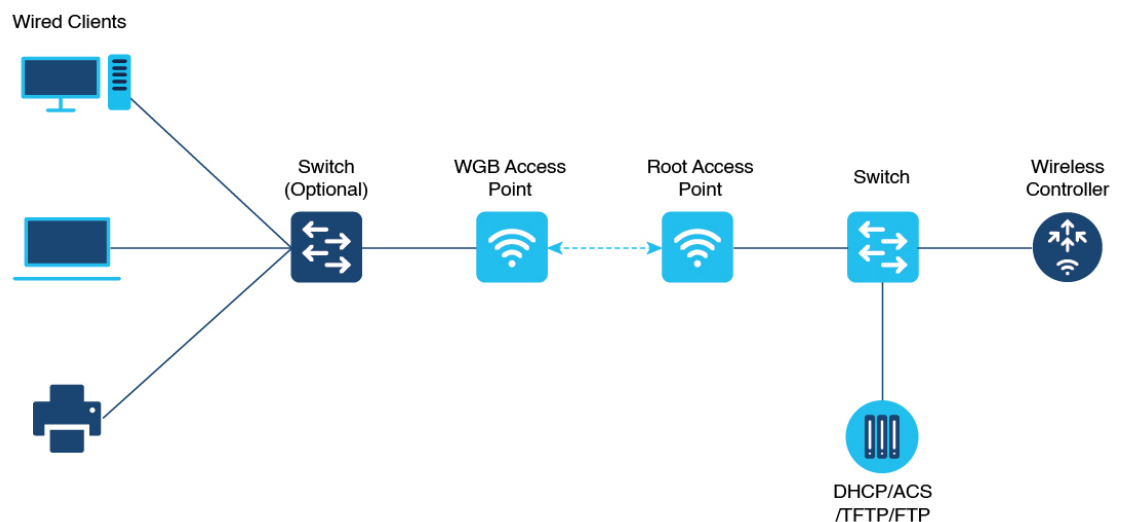 Wired Clients
Switch
(Optional)
WGB Access
Point
Root Access
Point
Switch
Wireless
Controller
DHCP/ACS
/TFTP/FTP